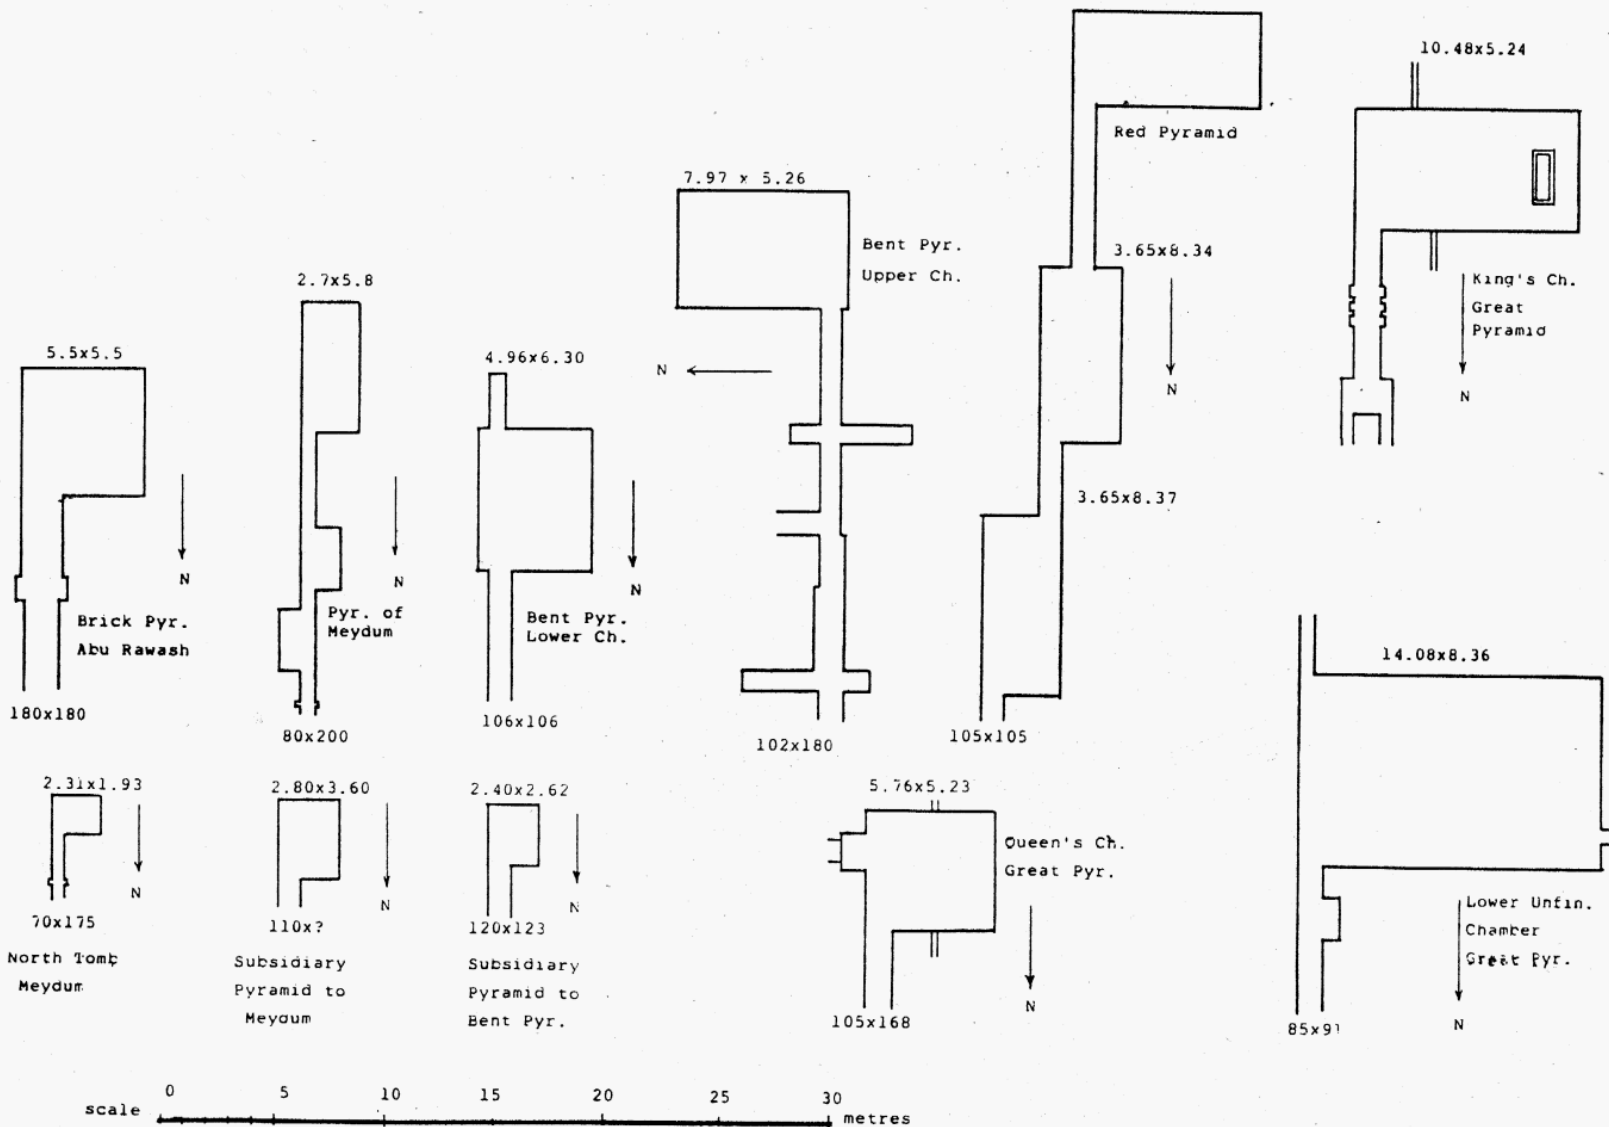 10.48x5.24
Red Pyramid
7.97 x 5.26
Bent Pyr.
Upper Ch.
3.65x8.34
2.7x5.8
King's Ch.
Great
Pyramid
N
5.5x5.5
4.96x6.30
N
N
N
3.65x8.37
N
N
N
Brick Pyr.
Abu Rawash
Pyr. of
Meydum
Bent Pyr.
Lower Ch.
14.08x8.36
180x180
80x200
106x106
102x180
105x105
2.31x1.93
2.80x3.60
2.40x2.62
5.76x5.23
Queen's Ch.
Great Pyr.
N
N
N
Lower Unfin.
Chamber
Great Pyr.
70x175
110x?
120x123
North Tomb
Meydum
Subsidiary
Pyramid to
Meydum
Subsidiary
Pyramid to
Bent Pyr.
N
105x168
N
85x91
0 5 10 15 20 25 30
scale metres